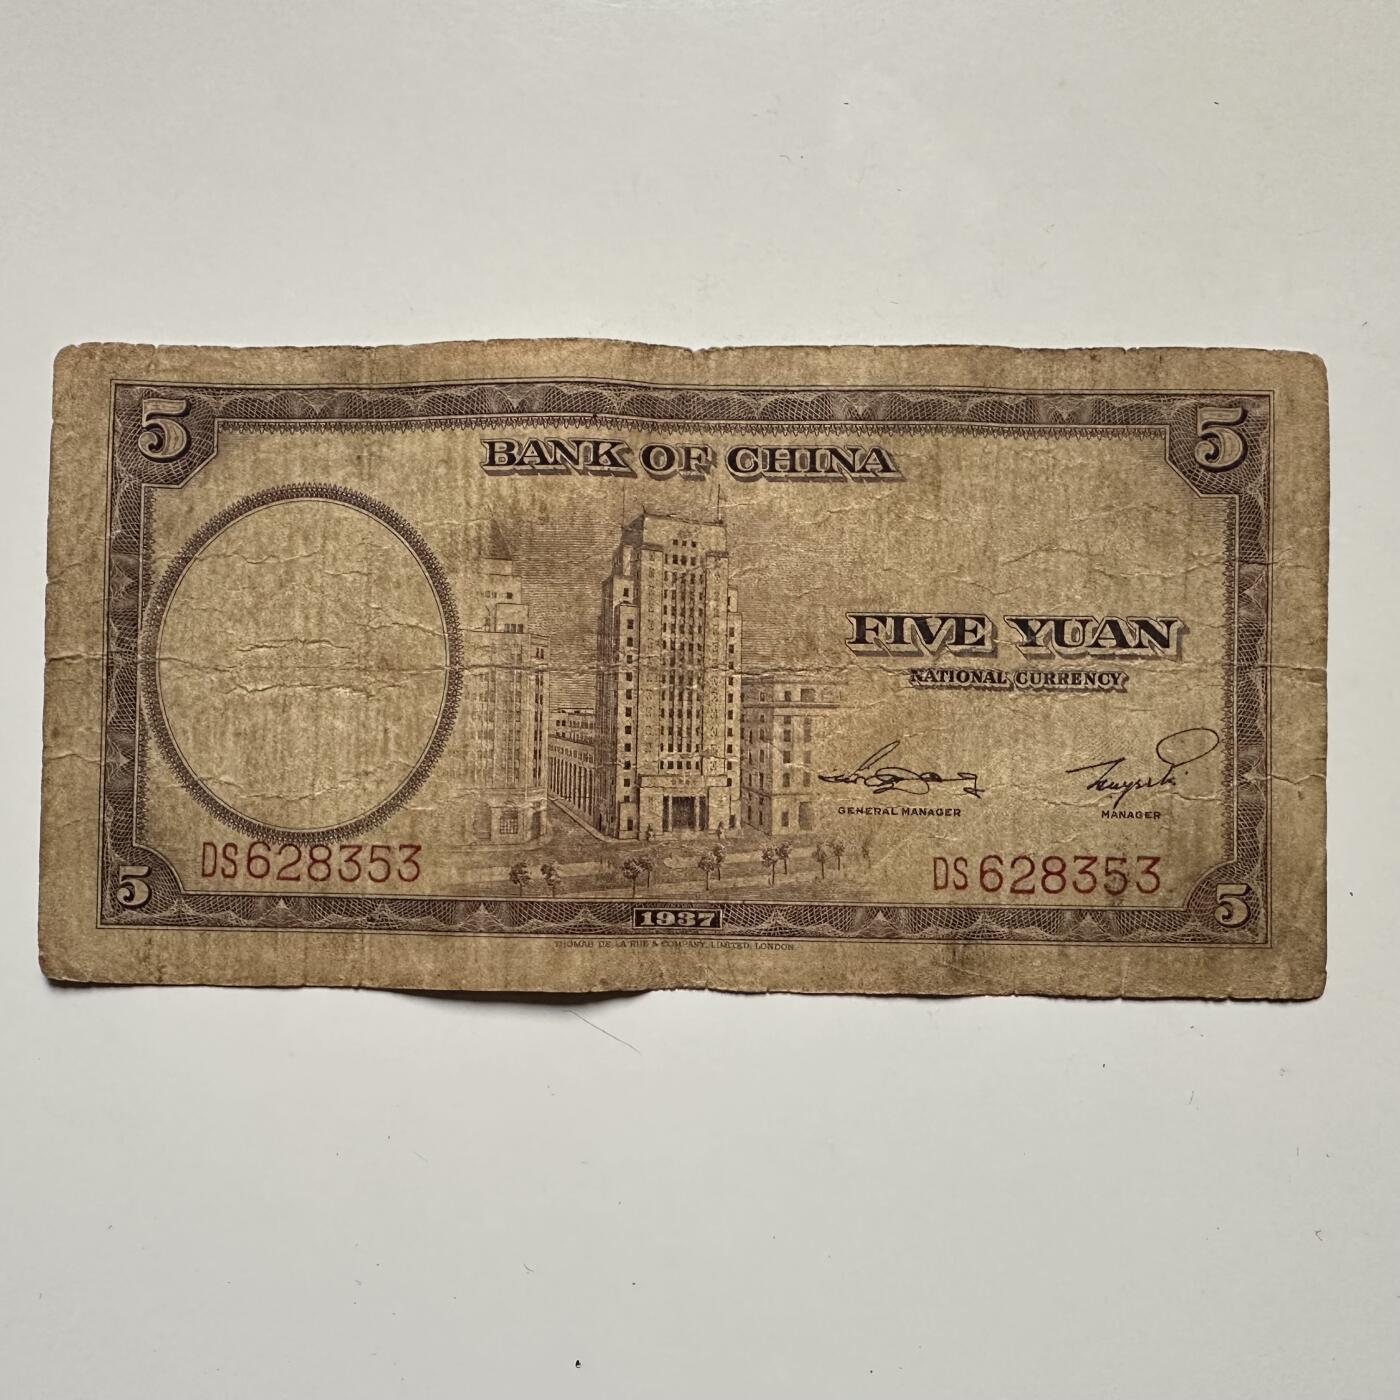 5 5
BANK OF CHINA
FIVE YUAN
NATIONAL CURRENCY
GENERAL MANAGER MANAGER
DS628353 DS628353
5 5
1937
THOMAS DE LA RUE & COMPANY, LIMITED, LONDON.